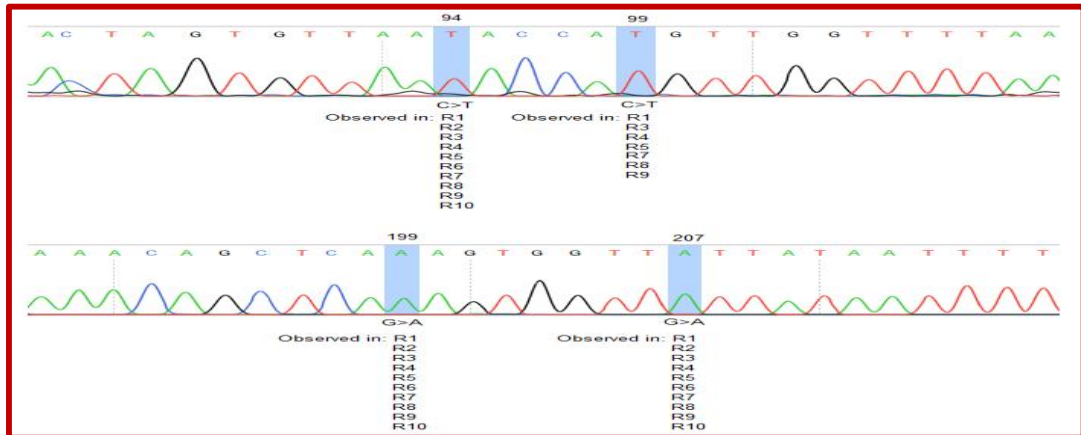 94 99
A C T A G T G T T A A T A C C A T G T T G G T T T T A A
C>T C>T
Observed in: R1 Observed in: R1
R2 R3
R3 R4
R4 R5
R5 R7
R6 R8
R7 R9
R8
R9
R10
199 207
A A A C A G C T C A A A G T G G T T A T T A T A A T T T T
G>A G>A
Observed in: R1 Observed in: R1
R2 R2
R3 R3
R4 R4
R5 R5
R6 R6
R7 R7
R8 R8
R9 R9
R10 R10